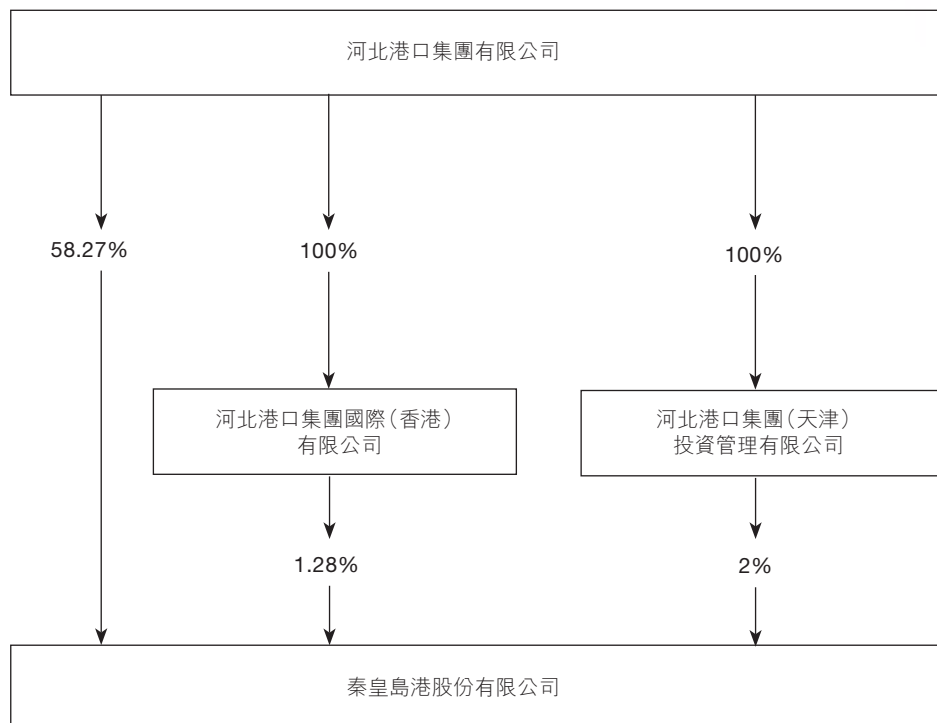 河北港口集團有限公司
58.27%
100%
100%
河北港口集團國際(香港)
有限公司
河北港口集團(天津)
投資管理有限公司
1.28%
2%
秦皇島港股份有限公司